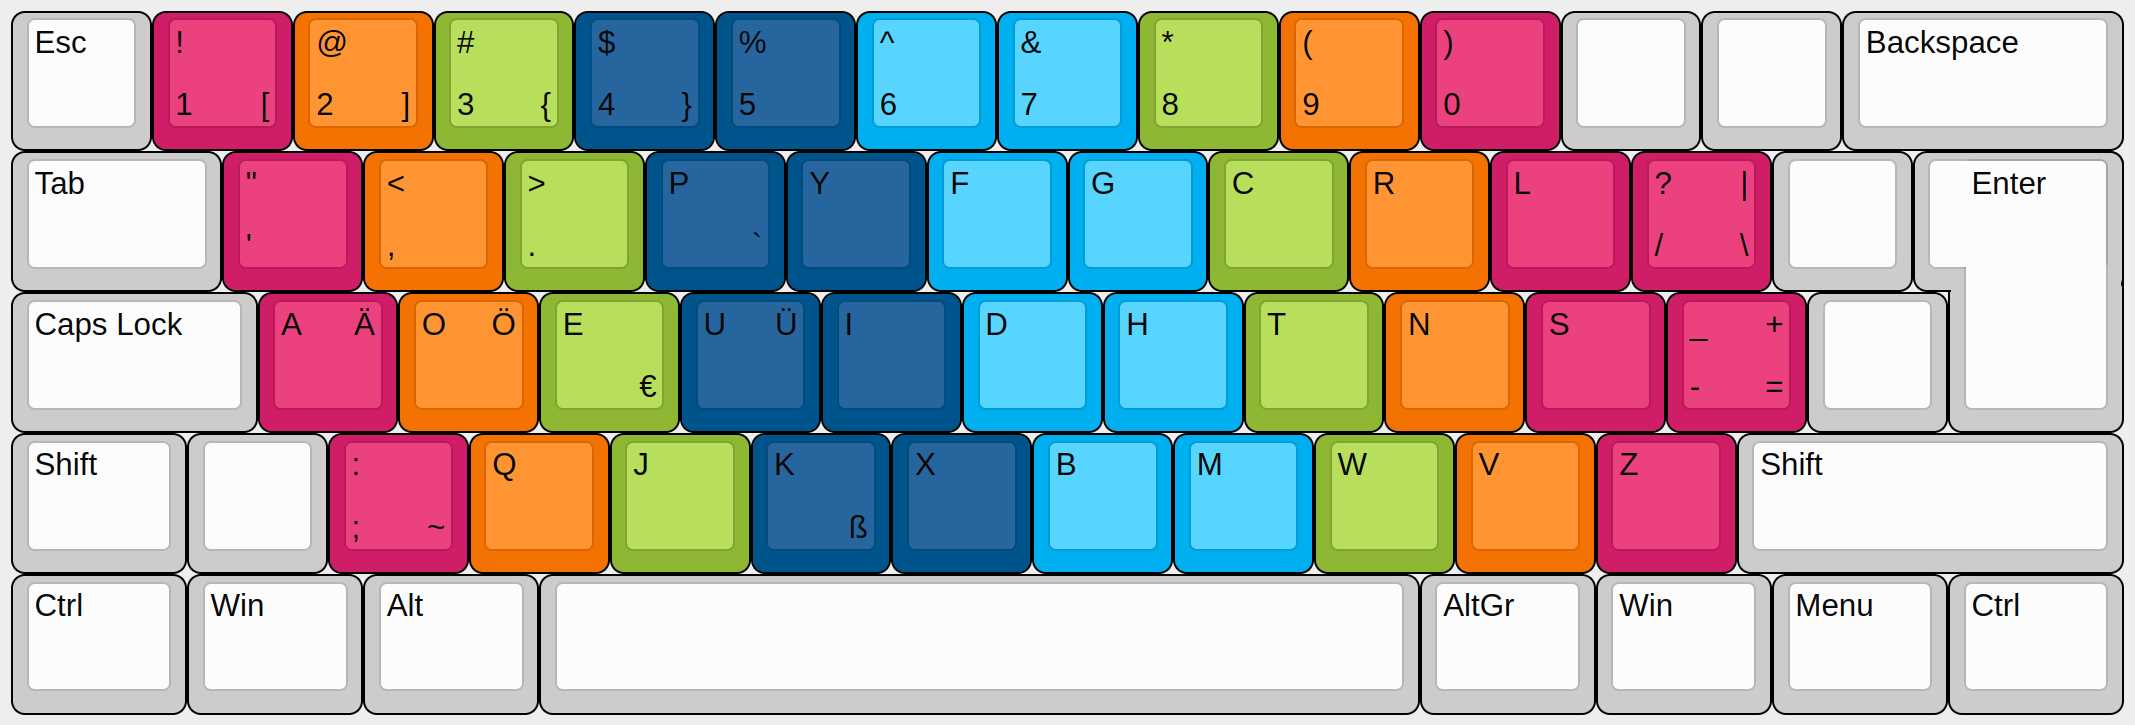 Esc ! @ # $ % ^ & * ( ) Backspace
1 [ 2 ] 3 { 4 } 5 6 7 8 9 0
Tab " < > P Y F G C R L ? | Enter
' , . ` / \
Caps Lock A Ä O Ö E U Ü I D H T N S _ +
€ - =
Shift : Q J K X B M W V Z Shift
; ~ ß
Ctrl Win Alt AltGr Win Menu Ctrl